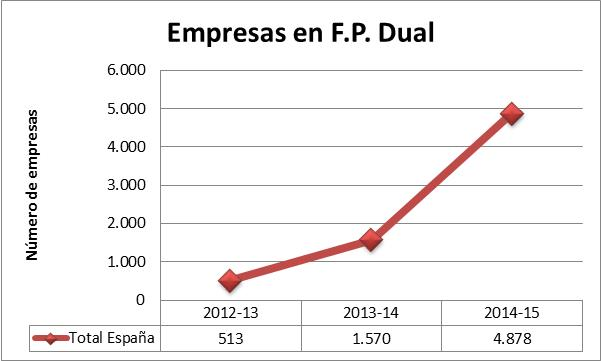 Empresas en F.P. Dual
Número de empresas
6.000
5.000
4.000
3.000
2.000
1.000
0
2012-13 2013-14 2014-15
Total España 513 1.570 4.878